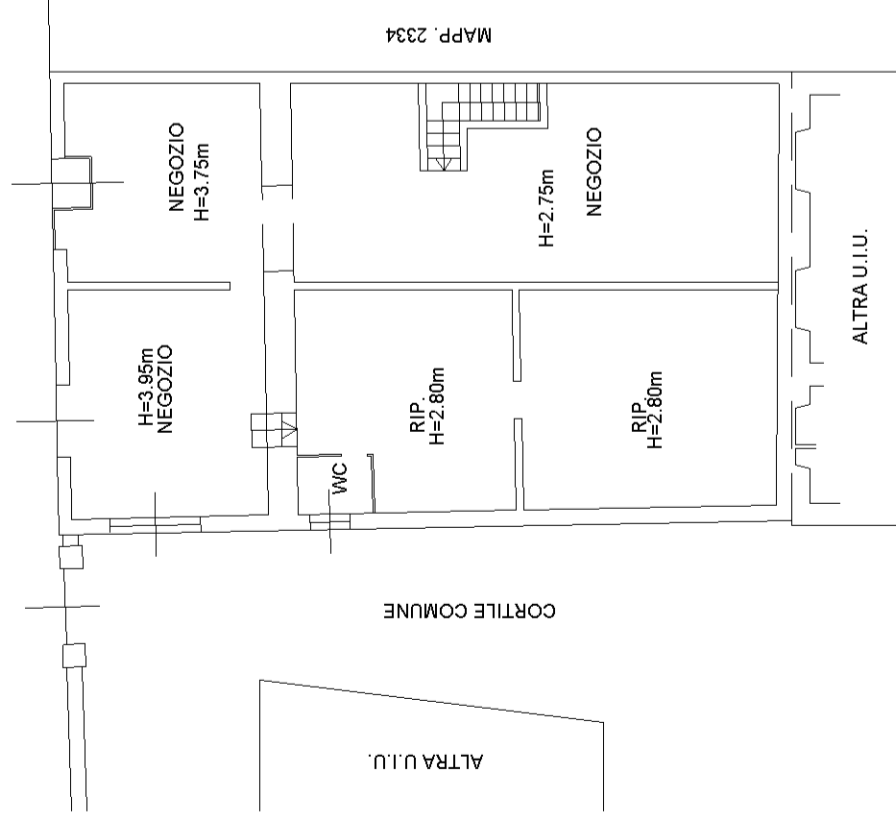 MAPP. 2334
NEGOZIO
H=3.75m
H=2.75m
NEGOZIO
H=3.95m
NEGOZIO
RIP.
H=2.80m
RIP.
H=2.80m
WC
ALTRA U.I.U.
CORTILE COMUNE
ALTRA U.I.U.